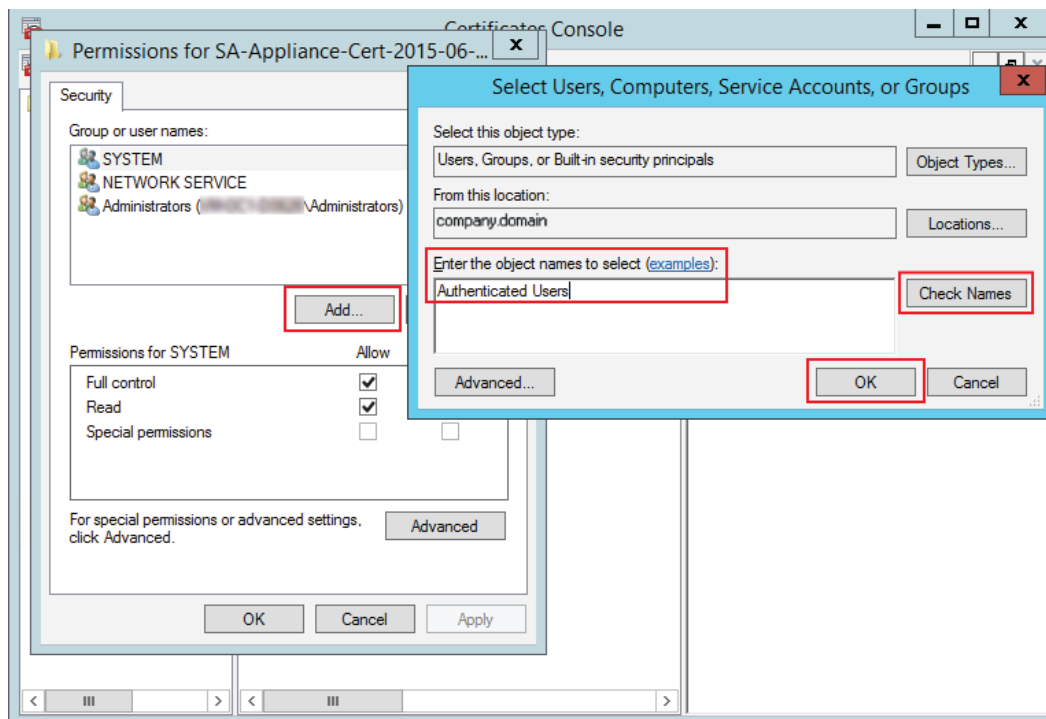 Certificates Console
Permissions for SA-Appliance-Cert-2015-06-...
Security
Group or user names:
SYSTEM
NETWORK SERVICE
Administrators (
\Administrators)
Add...
Permissions for SYSTEM
Allow
Full control
Read
Special permissions
For special permissions or advanced settings,
click Advanced.
Advanced
OK
Cancel
Apply
Select Users, Computers, Service Accounts, or Groups
Select this object type:
Users, Groups, or Built-in security principals
Object Types...
From this location:
company.domain
Locations...
Enter the object names to select (examples):
Authenticated Users
Check Names
Advanced...
OK
Cancel